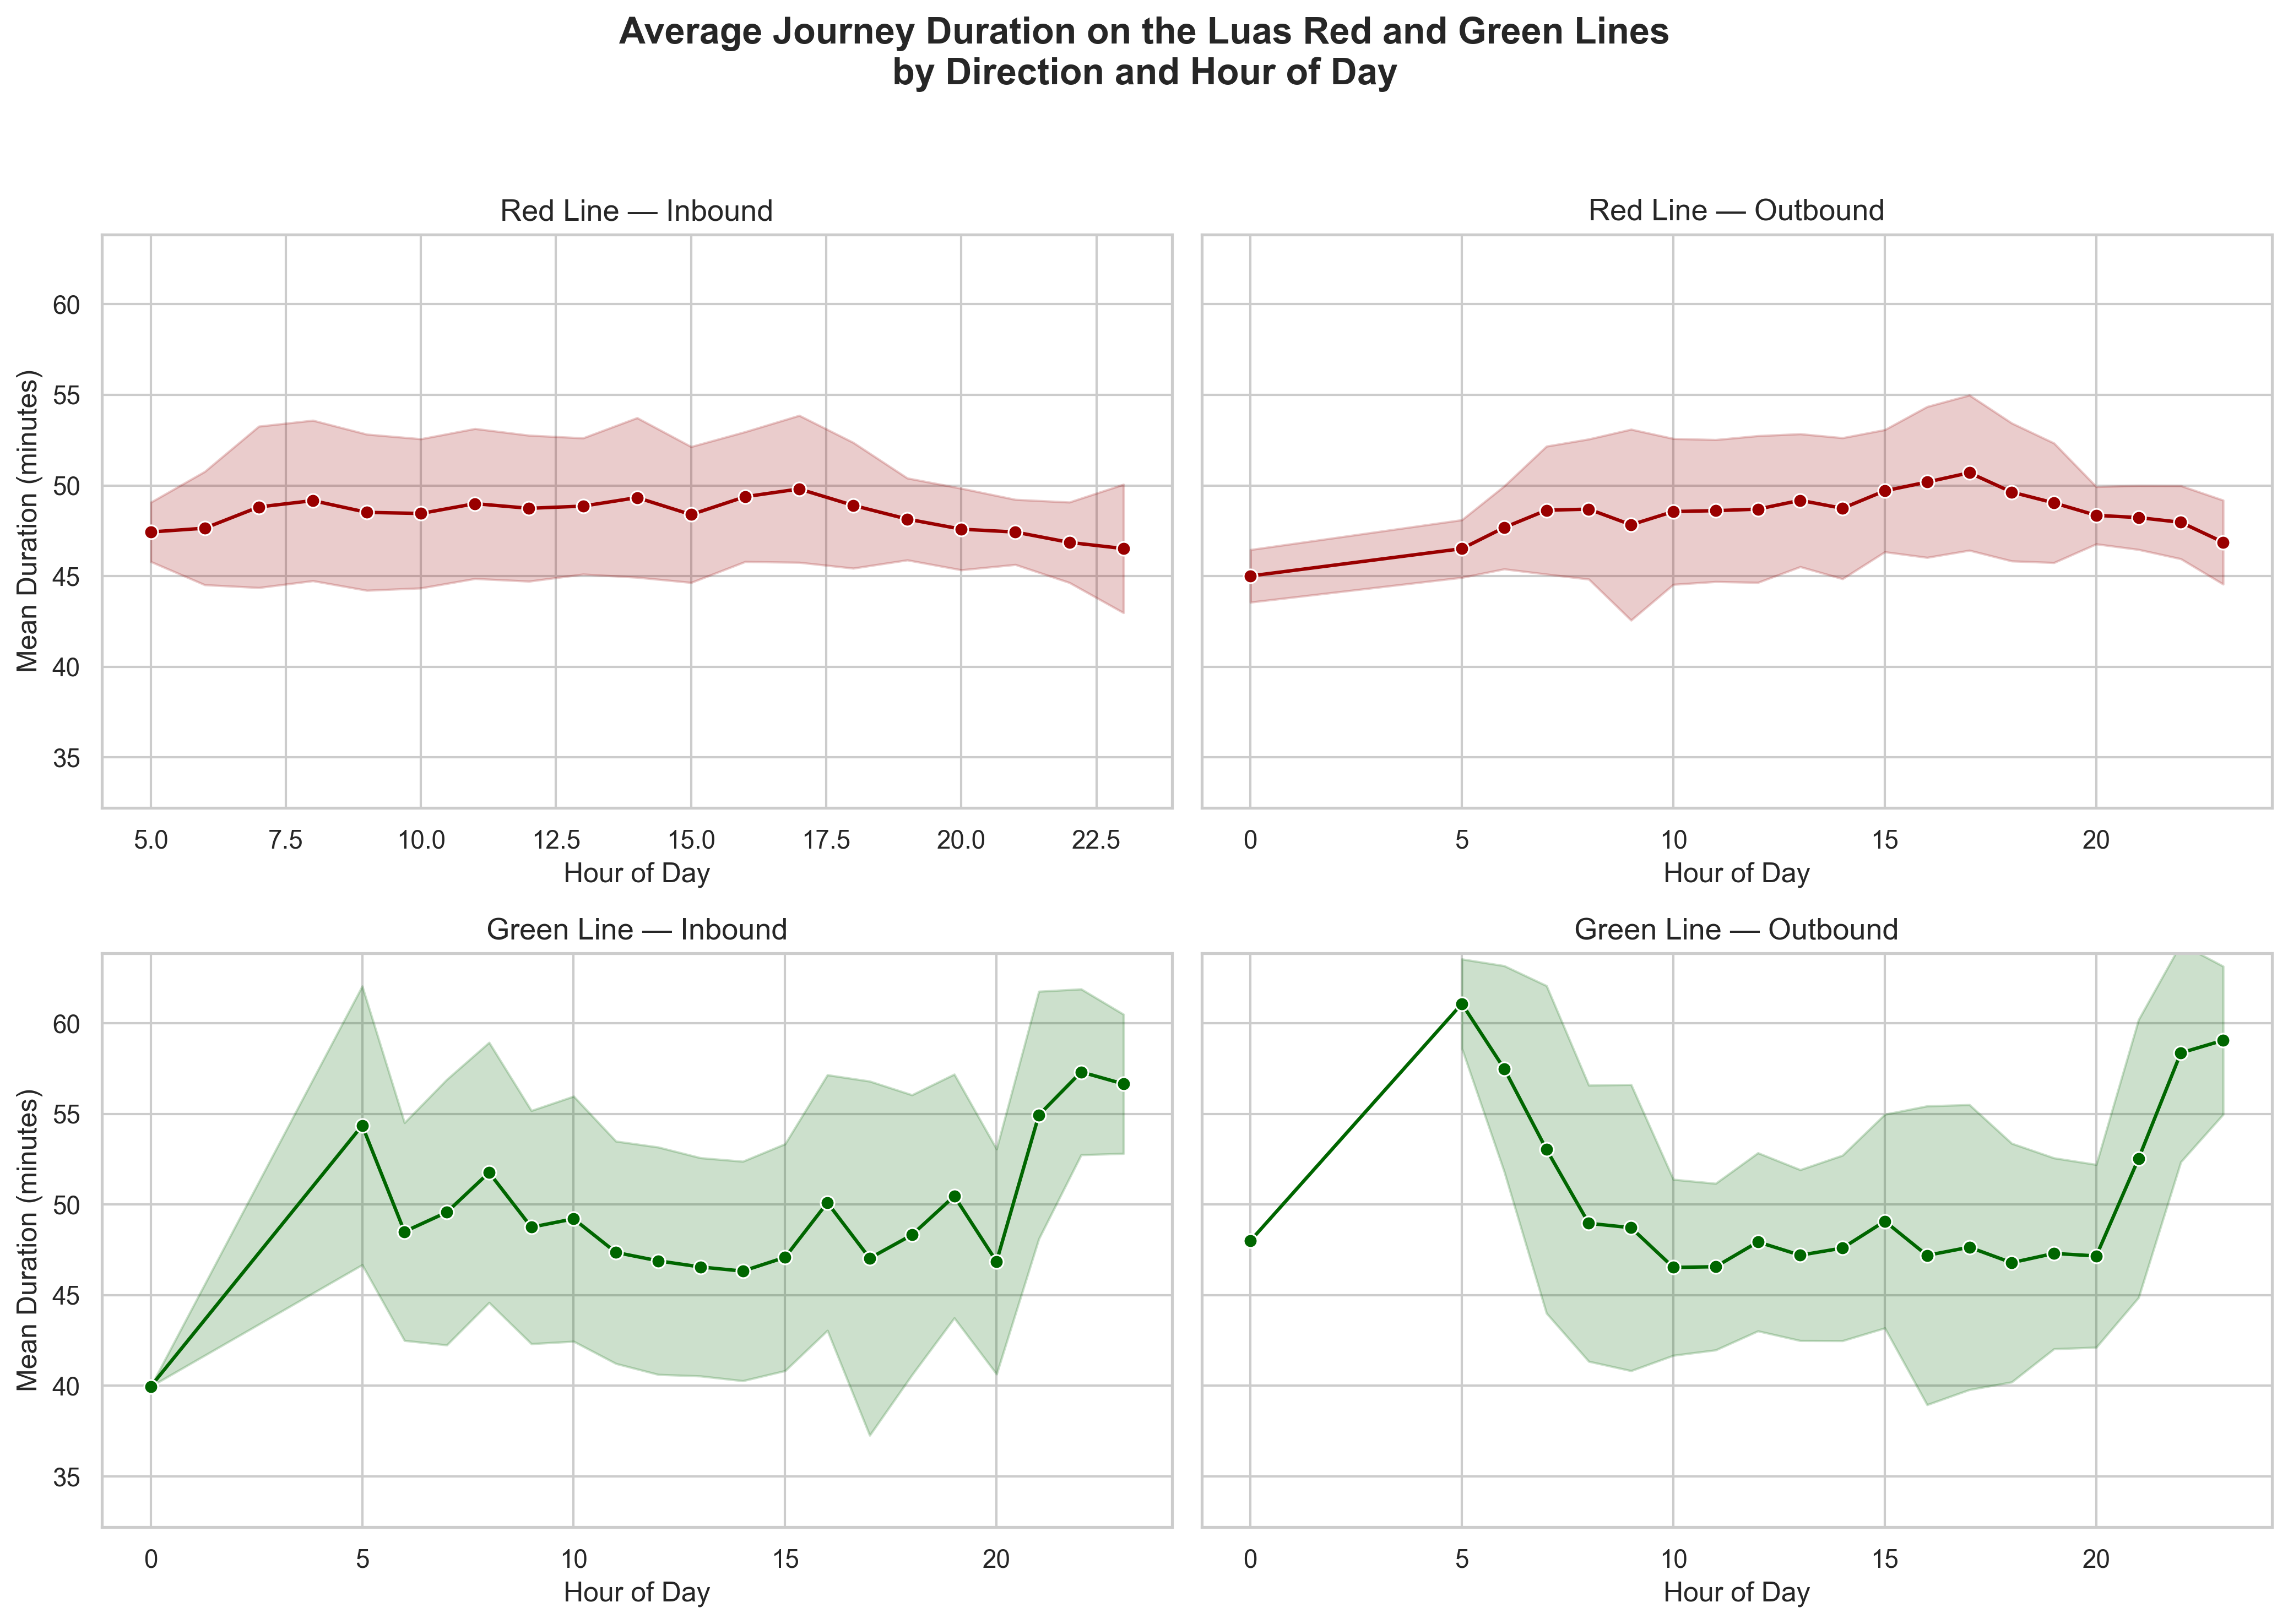 Average Journey Duration on the Luas Red and Green Lines
by Direction and Hour of Day
Red Line — Inbound
Mean Duration (minutes)
60
55
50
45
40
35
5.0 7.5 10.0 12.5 15.0 17.5 20.0 22.5
Hour of Day
Red Line — Outbound
0 5 10 15 20
Hour of Day
Green Line — Inbound
Mean Duration (minutes)
60
55
50
45
40
35
0 5 10 15 20
Hour of Day
Green Line — Outbound
0 5 10 15 20
Hour of Day